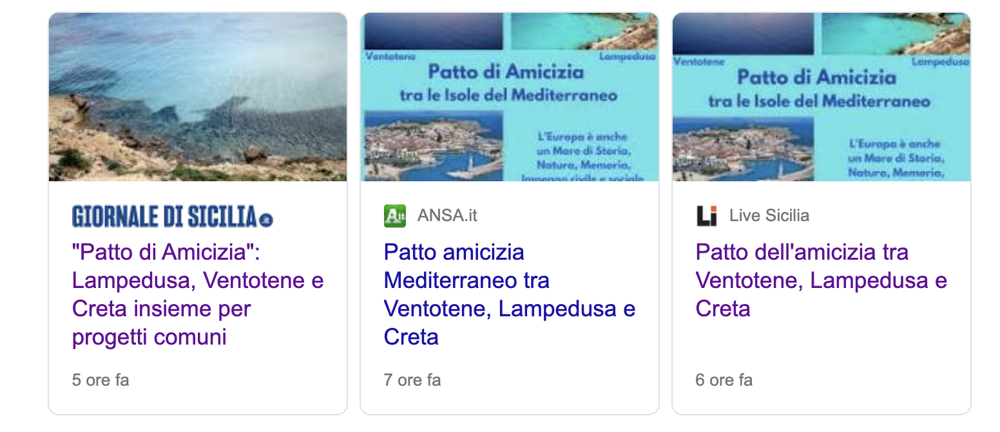 GIORNALE DI SICILIA
"Patto di Amicizia":
Lampedusa, Ventotene e
Creta insieme per
progetti comuni
5 ore fa
Ventotene
Lampedusa
Patto di Amicizia
tra le Isole del Mediterraneo
L'Europa è anche
un Mare di Storia,
Natura, Memoria,
Impegno civile e sociale
A it
ANSA.it
Patto amicizia
Mediterraneo tra
Ventotene, Lampedusa e
Creta
7 ore fa
Ventotene
Lampedusa
Patto di Amicizia
tra le Isole del Mediterraneo
L'Europa è anche
un Mare di Storia,
Natura, Memoria,
Li
Live Sicilia
Patto dell'amicizia tra
Ventotene, Lampedusa e
Creta
6 ore fa